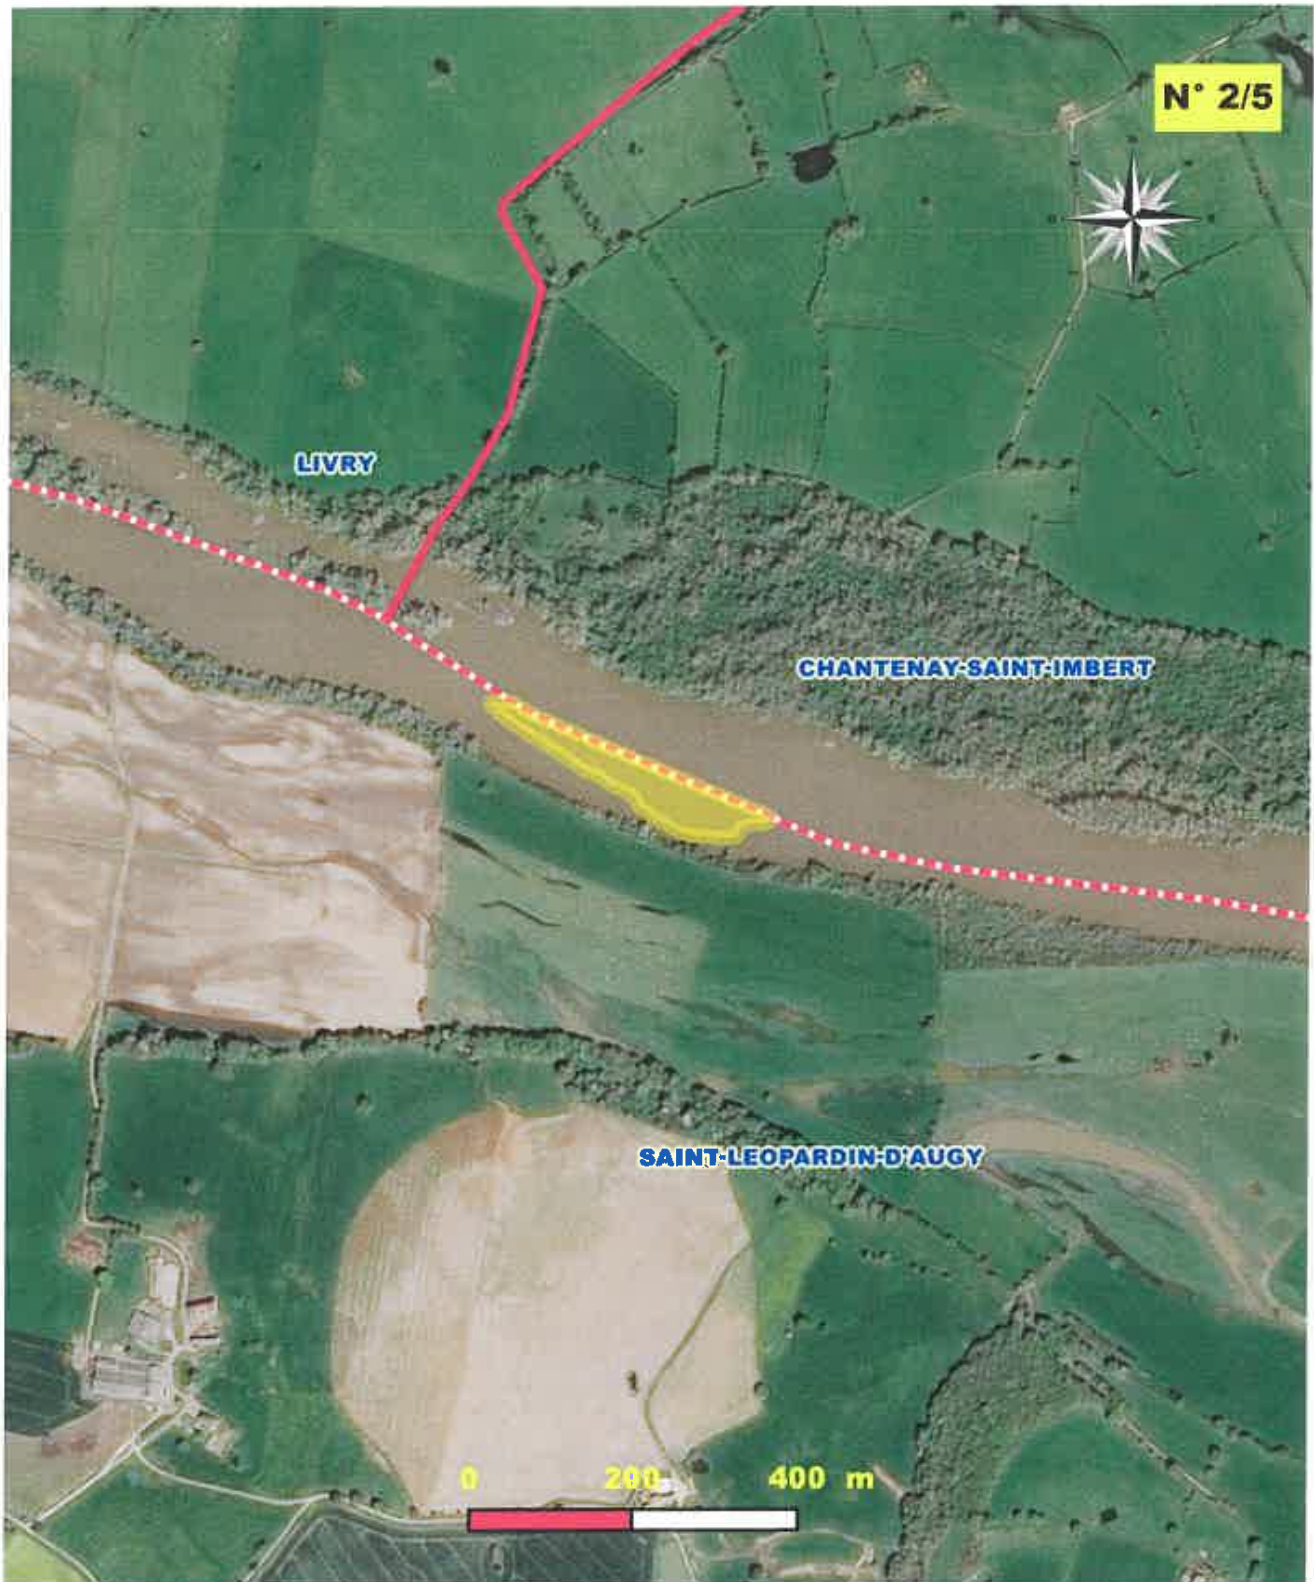 N° 2/5
LIVRY
CHANTENAY-SAINT-IMBERT
SAINT-LEOPARDIN-D'AUGY
0 200 400 m